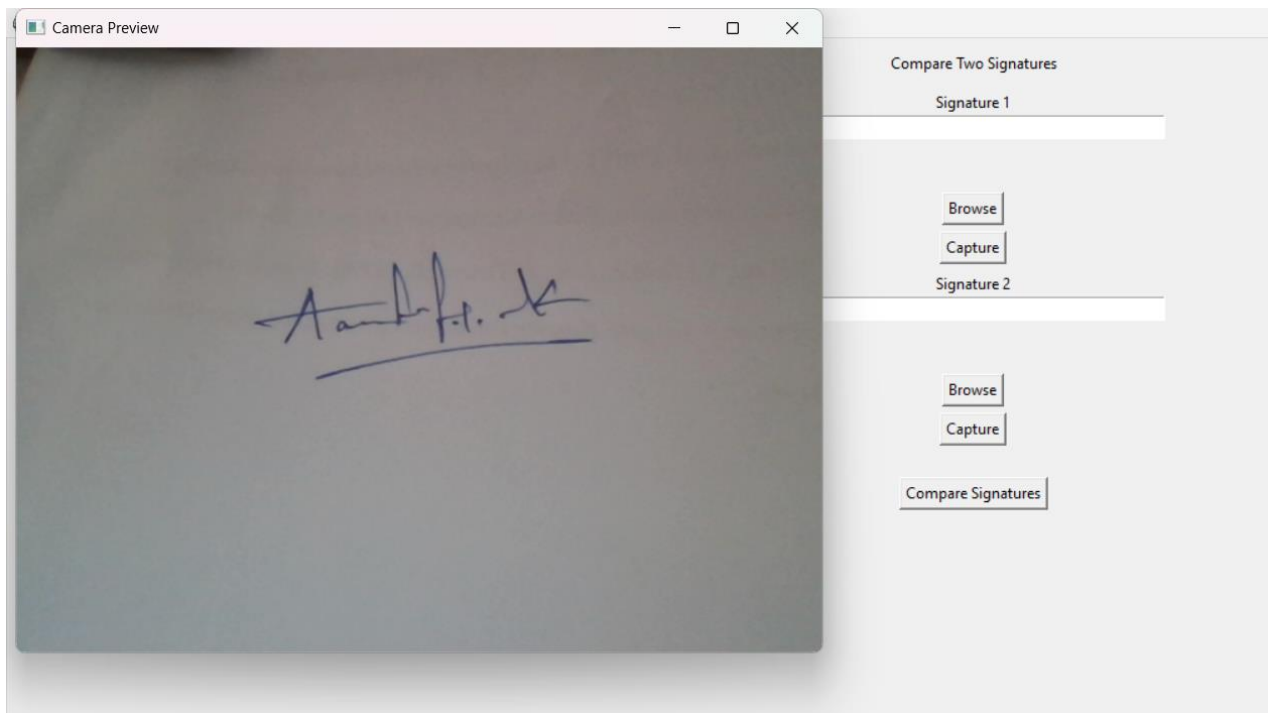 Camera Preview
Compare Two Signatures
Signature 1
Browse
Capture
Signature 2
Browse
Capture
Compare Signatures